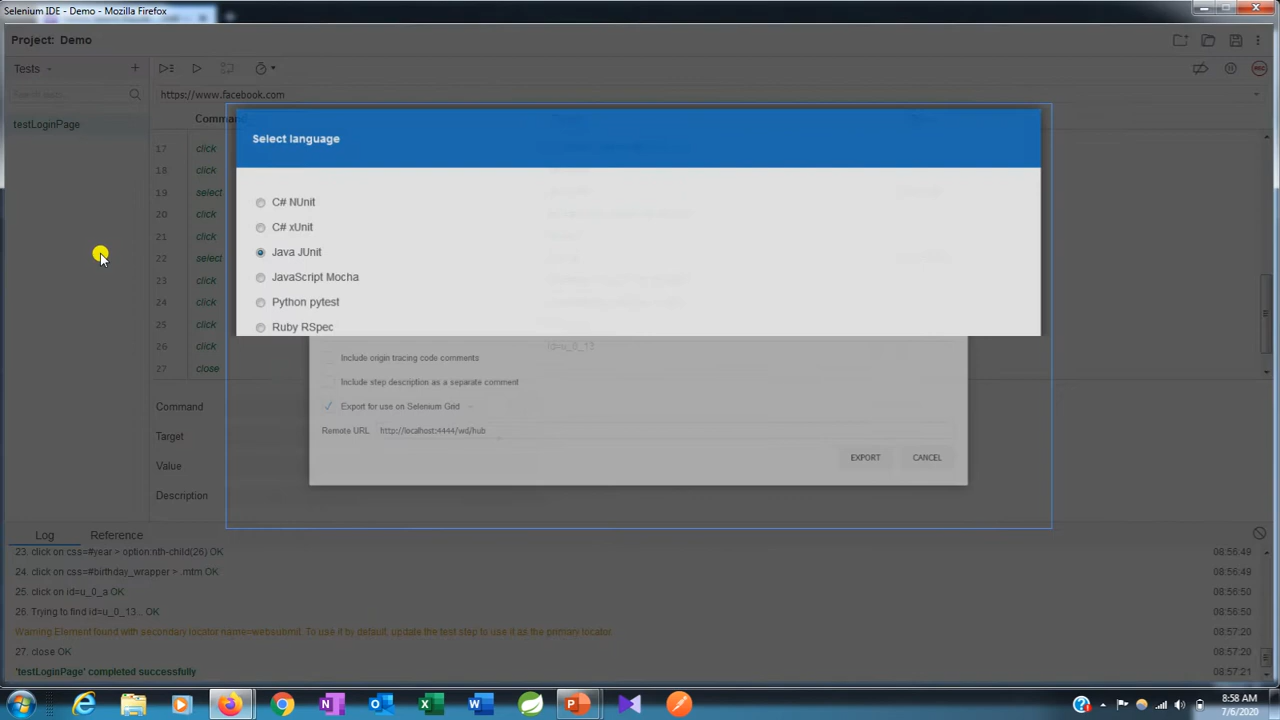 Selenium IDE - Demo - Mozilla Firefox
Project: Demo
Tests
https://www.facebook.com
testLoginPage
Command
Select language
17 click
18 click
19 select
20 click
21 click
22 select
23 click
24 click
25 click
26 click
27 close
C# NUnit
C# xUnit
Java JUnit
JavaScript Mocha
Python pytest
Ruby RSpec
id=u_0_13
Include origin tracing code comments
Include step description as a separate comment
Export for use on Selenium Grid
Remote URL http://localhost:4444/wd/hub
EXPORT CANCEL
Command
Target
Value
Description
Log Reference
23. click on css=#year > option:nth-child(26) OK 08:56:49
24. click on css=#birthday_wrapper > .mtm OK 08:56:49
25. click on id=u_0_a OK 08:56:50
26. Trying to find id=u_0_13... OK 08:56:50
Warning Element found with secondary locator name=websubmit. To use it by default, update the test step to use it as the primary locator. 08:57:20
27. close OK 08:57:20
'testLoginPage' completed successfully 08:57:21
8:58 AM
7/6/2020